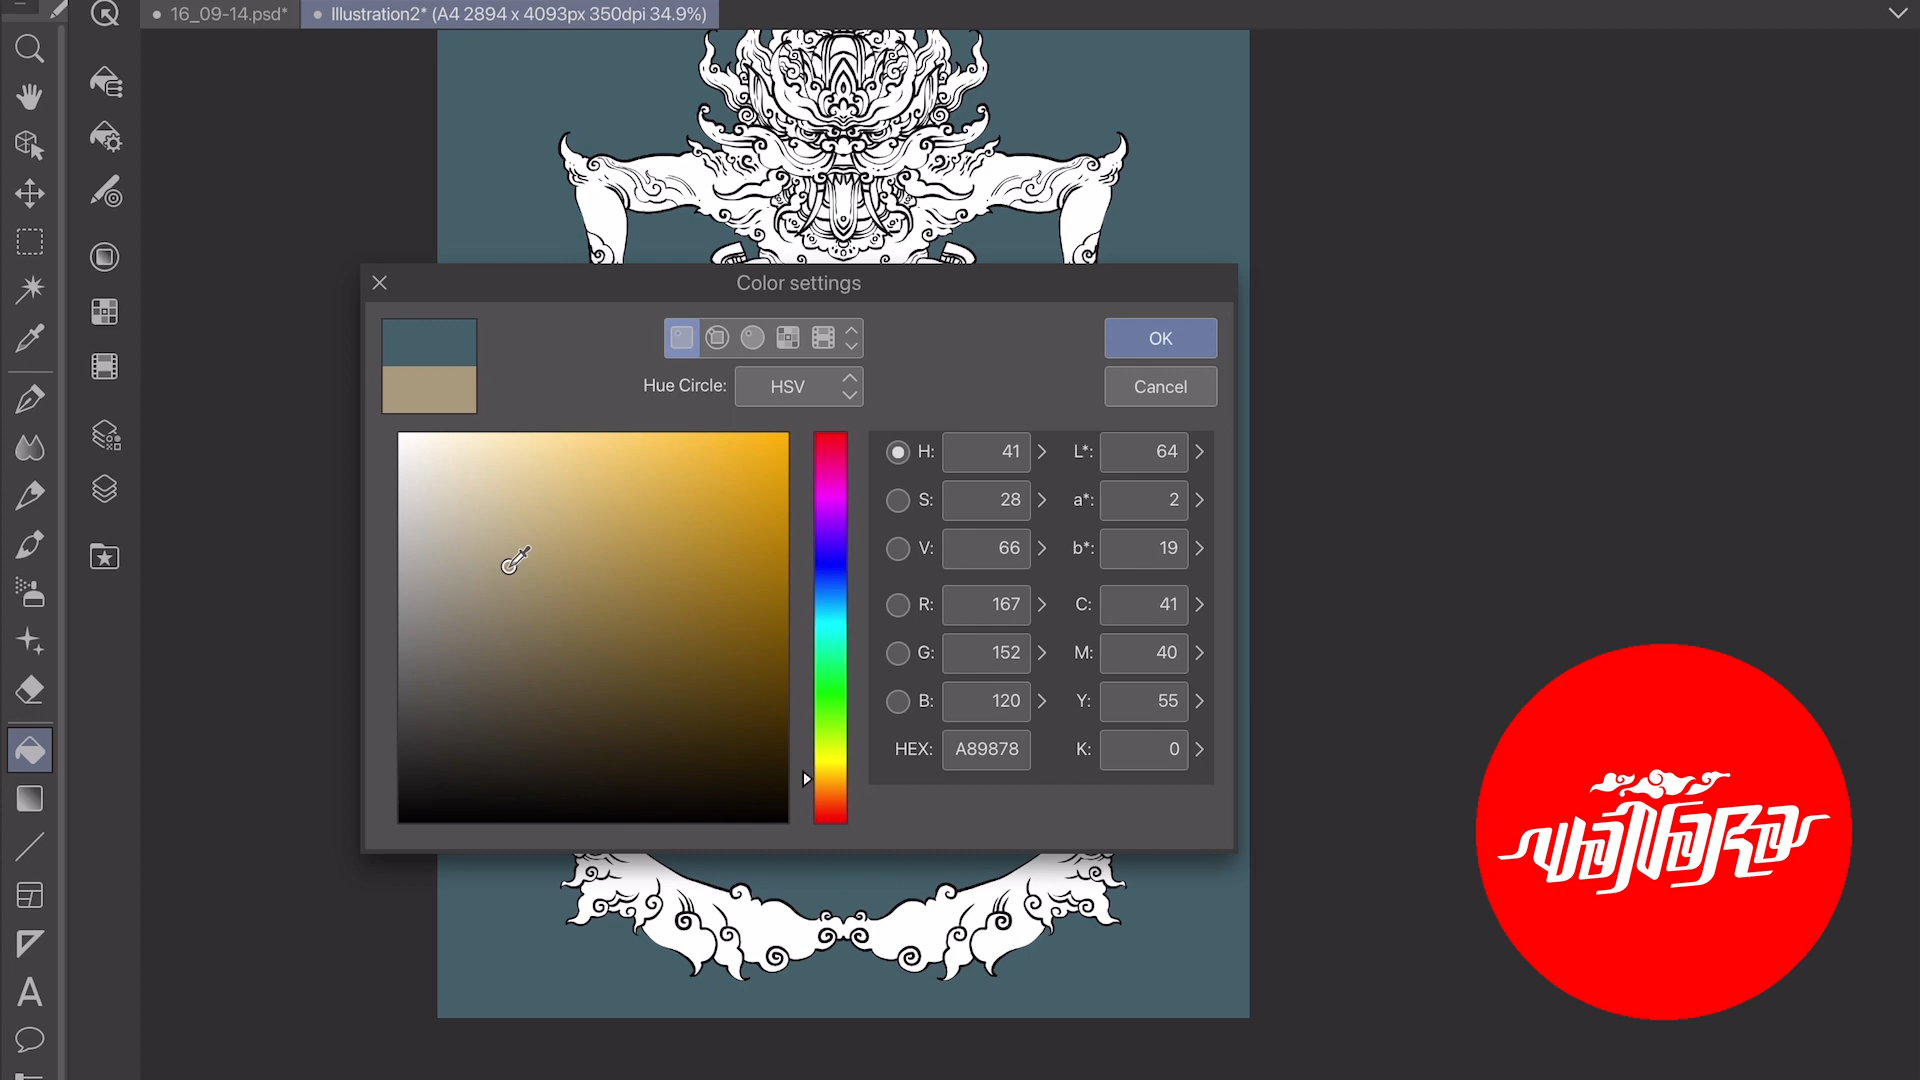 16_09-14.psd*
Illustration2* (A4 2894 x 4093px 350dpi 34.9%)
Color settings
OK
Hue Circle: HSV
Cancel
H: 41 L*: 64
S: 28 a*: 2
V: 66 b*: 19
R: 167 C: 41
G: 152 M: 40
B: 120 Y: 55
HEX: A89878 K: 0
A